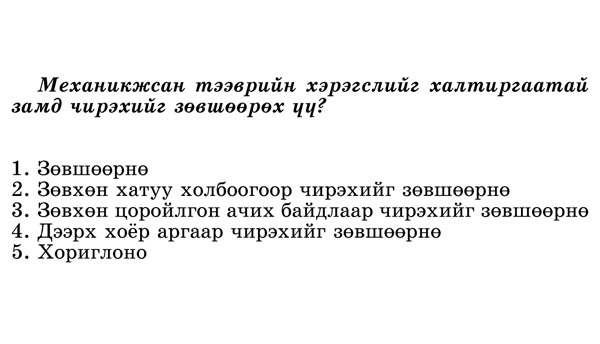 Механикжсан тээврийн хэрэгслийг халтиргаатай
замд чирэхийг зөвшөөрөх үү?
1. Зөвшөөрнө
2. Зөвхөн хатуу холбоогоор чирэхийг зөвшөөрнө
3. Зөвхөн цоройлгон ачих байдлаар чирэхийг зөвшөөрнө
4. Дээрх хоёр аргаар чирэхийг зөвшөөрнө
5. Хориглоно